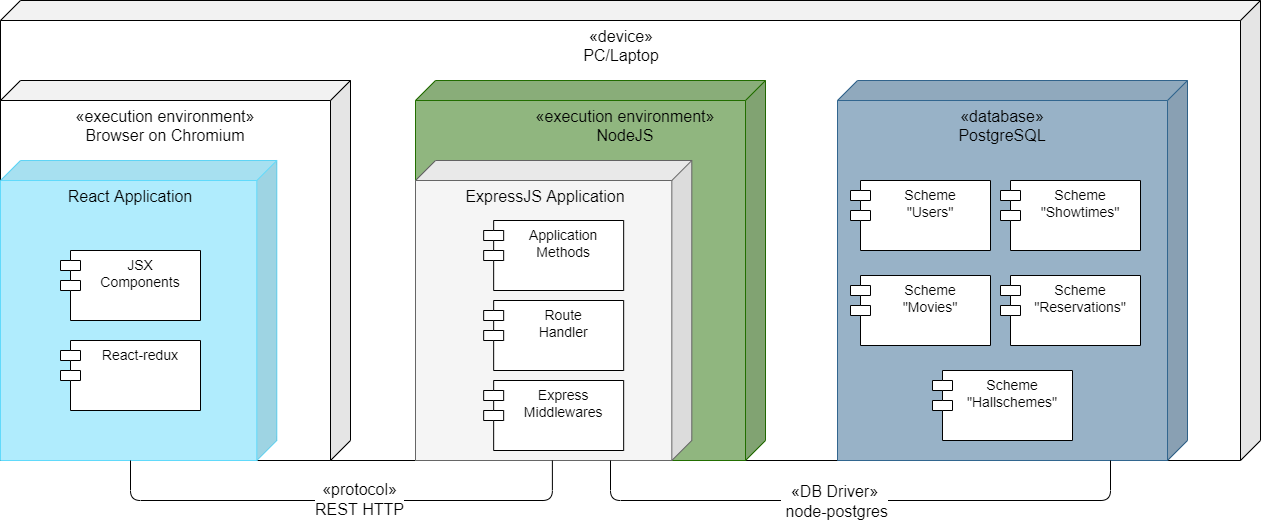 «device»
PC/Laptop
«execution environment»
Browser on Chromium
React Application
JSX
Components
React-redux
«execution environment»
NodeJS
ExpressJS Application
Application
Methods
Route
Handler
Express
Middlewares
«database»
PostgreSQL
Scheme
"Users"
Scheme
"Showtimes"
Scheme
"Movies"
Scheme
"Reservations"
Scheme
"Hallschemes"
«protocol»
REST HTTP
«DB Driver»
node-postgres